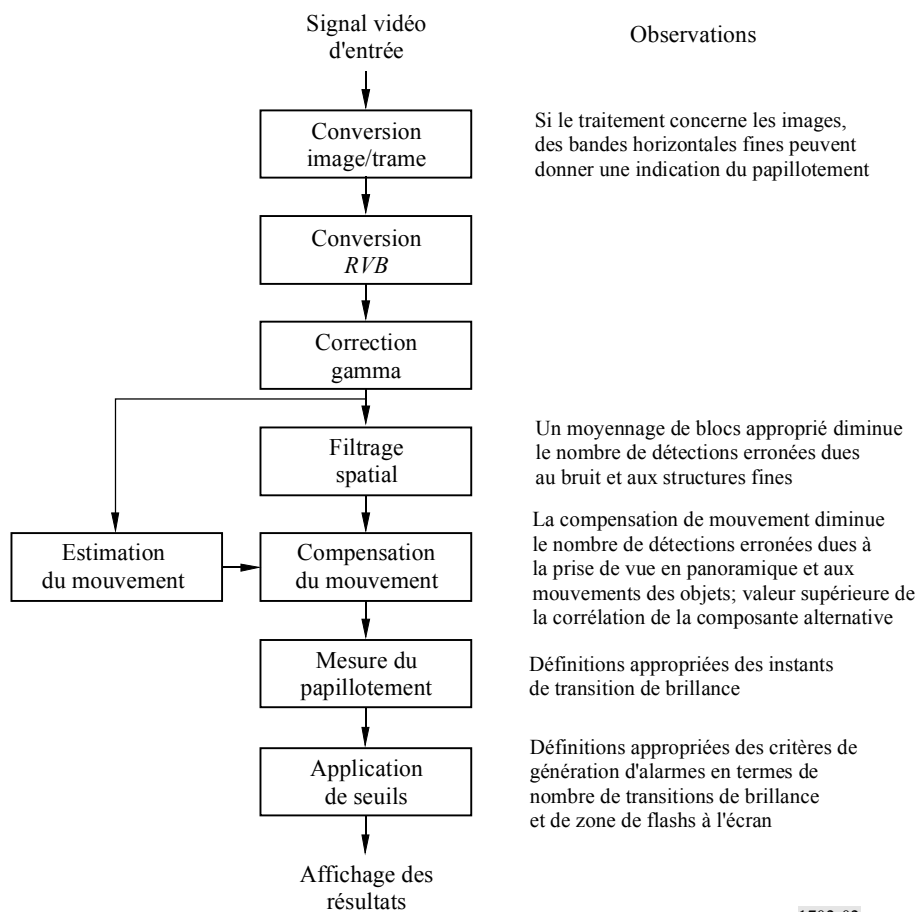 Signal vidéo
d'entrée
Observations
Conversion
image/trame
Si le traitement concerne les images,
des bandes horizontales fines peuvent
donner une indication du papillotement
Conversion
RVB
Correction
gamma
Filtrage
spatial
Un moyennage de blocs approprié diminue
le nombre de détections erronées dues
au bruit et aux structures fines
Estimation
du mouvement
Compensation
du mouvement
La compensation de mouvement diminue
le nombre de détections erronées dues à
la prise de vue en panoramique et aux
mouvements des objets; valeur supérieure de
la corrélation de la composante alternative
Mesure du
papillotement
Définitions appropriées des instants
de transition de brillance
Application
de seuils
Définitions appropriées des critères de
génération d'alarmes en termes de
nombre de transitions de brillance
et de zone de flashs à l'écran
Affichage des
résultats